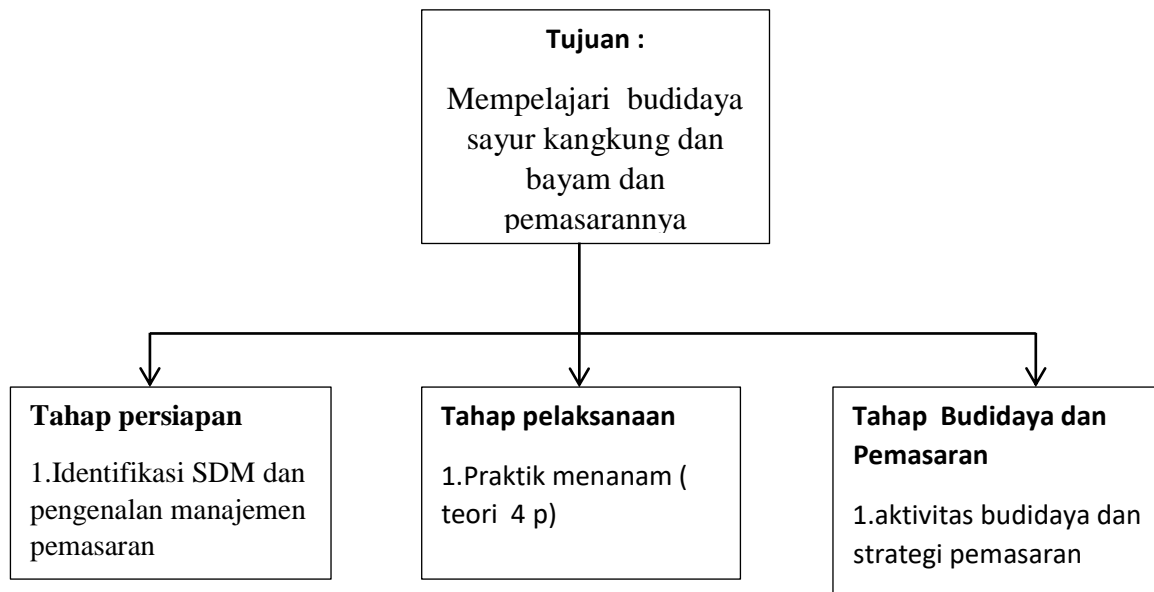 Tujuan :
Mempelajari  budidaya
sayur kangkung dan
bayam dan
pemasarannya
Tahap persiapan
1.Identifikasi SDM dan
pengenalan manajemen
pemasaran
Tahap pelaksanaan
1.Praktik menanam (
teori  4 p)
Tahap  Budidaya dan
Pemasaran
1.aktivitas budidaya dan
strategi pemasaran